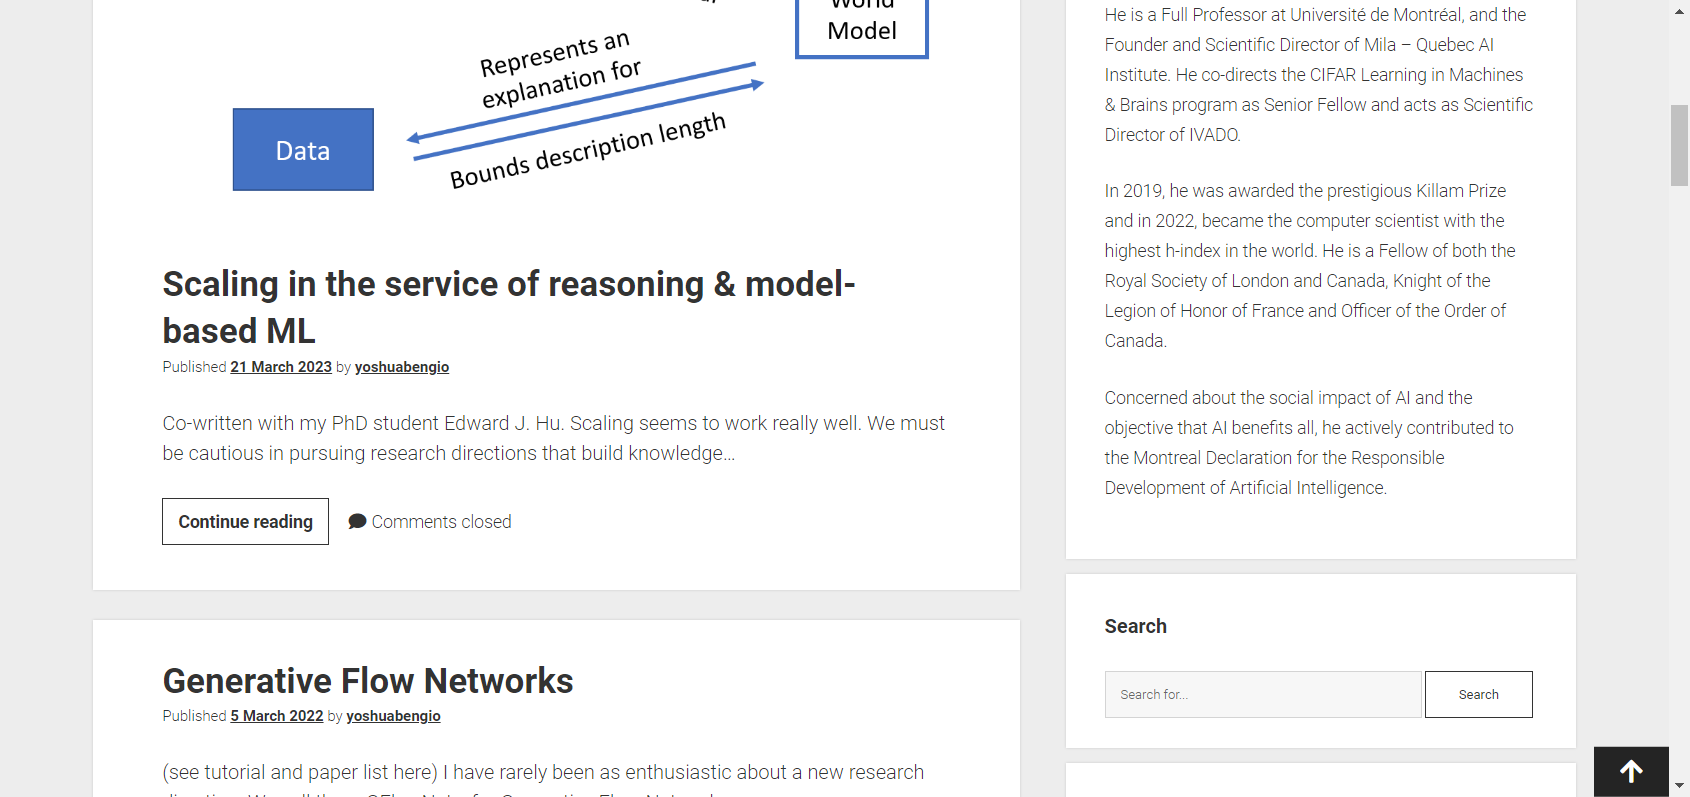 World
Model
Represents an
explanation for
Data
Bounds description length
Scaling in the service of reasoning & model-
based ML
Published 21 March 2023 by yoshuabengio
Co-written with my PhD student Edward J. Hu. Scaling seems to work really well. We must
be cautious in pursuing research directions that build knowledge…
Continue reading
Comments closed
Generative Flow Networks
Published 5 March 2022 by yoshuabengio
(see tutorial and paper list here) I have rarely been as enthusiastic about a new research
He is a Full Professor at Université de Montréal, and the
Founder and Scientific Director of Mila – Quebec AI
Institute. He co-directs the CIFAR Learning in Machines
& Brains program as Senior Fellow and acts as Scientific
Director of IVADO.
In 2019, he was awarded the prestigious Killam Prize
and in 2022, became the computer scientist with the
highest h-index in the world. He is a Fellow of both the
Royal Society of London and Canada, Knight of the
Legion of Honor of France and Officer of the Order of
Canada.
Concerned about the social impact of AI and the
objective that AI benefits all, he actively contributed to
the Montreal Declaration for the Responsible
Development of Artificial Intelligence.
Search
Search for...
Search